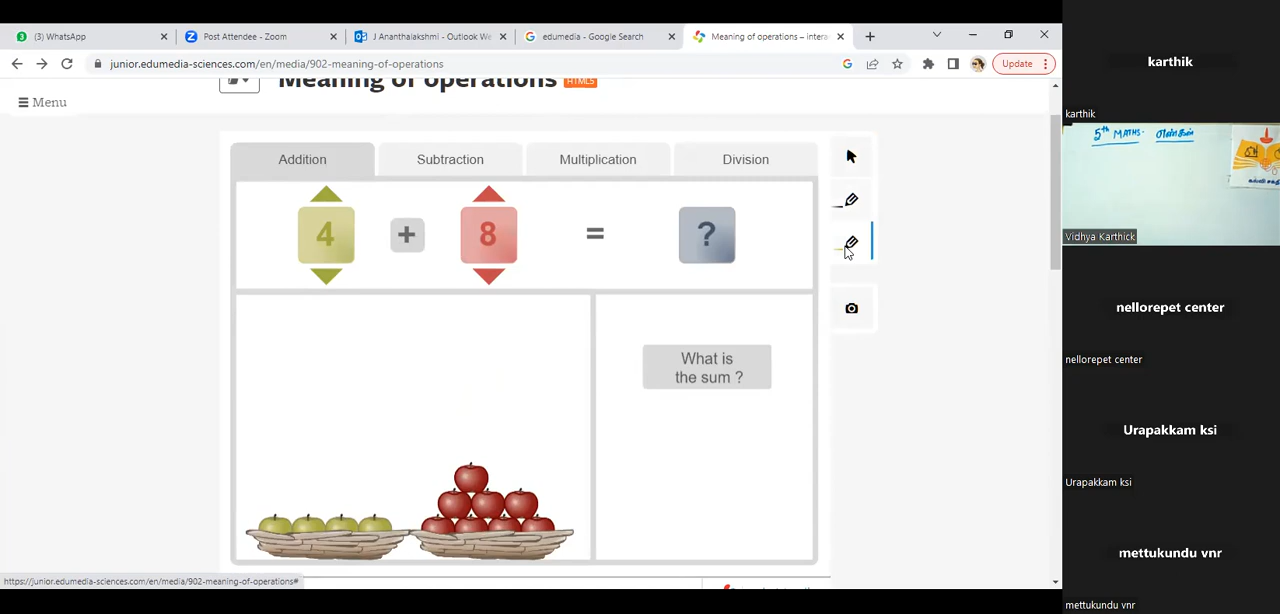 (3) WhatsApp
Post Attendee - Zoom
J Ananthalakshmi - Outlook We
edumedia - Google Search
Meaning of operations – intera
junior.edumedia-sciences.com/en/media/902-meaning-of-operations
Update
Meaning of operations HTML5
Menu
Addition
Subtraction
Multiplication
Division
4 + 8 = ?
What is
the sum ?
https://junior.edumedia-sciences.com/en/media/902-meaning-of-operations#
karthik
karthik
5th MATHS. எண்கள்
Vidhya Karthick
nellorepet center
nellorepet center
Urapakkam ksi
Urapakkam ksi
mettukundu vnr
mettukundu vnr